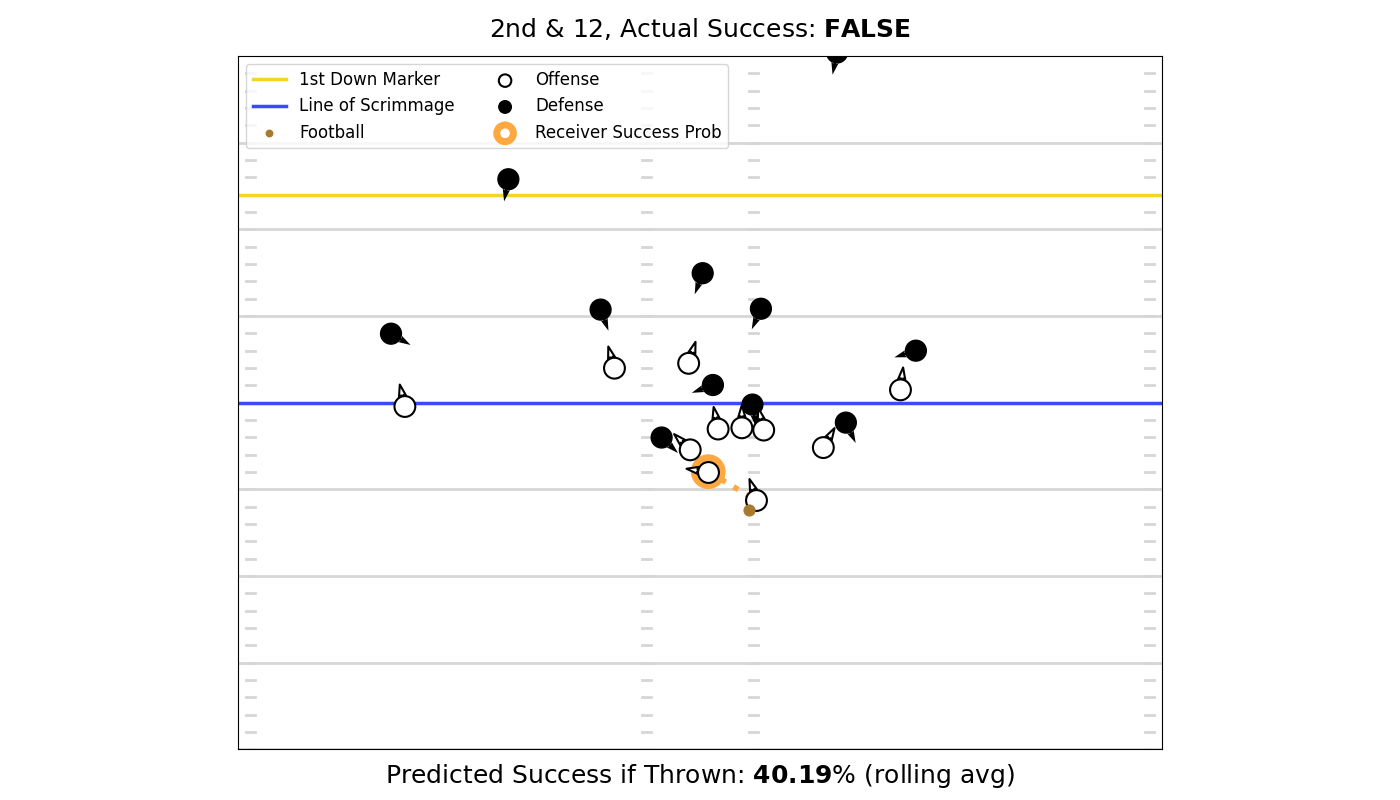 2nd & 12, Actual Success: FALSE
1st Down Marker
Line of Scrimmage
Football
Offense
Defense
Receiver Success Prob
Predicted Success if Thrown: 40.19% (rolling avg)